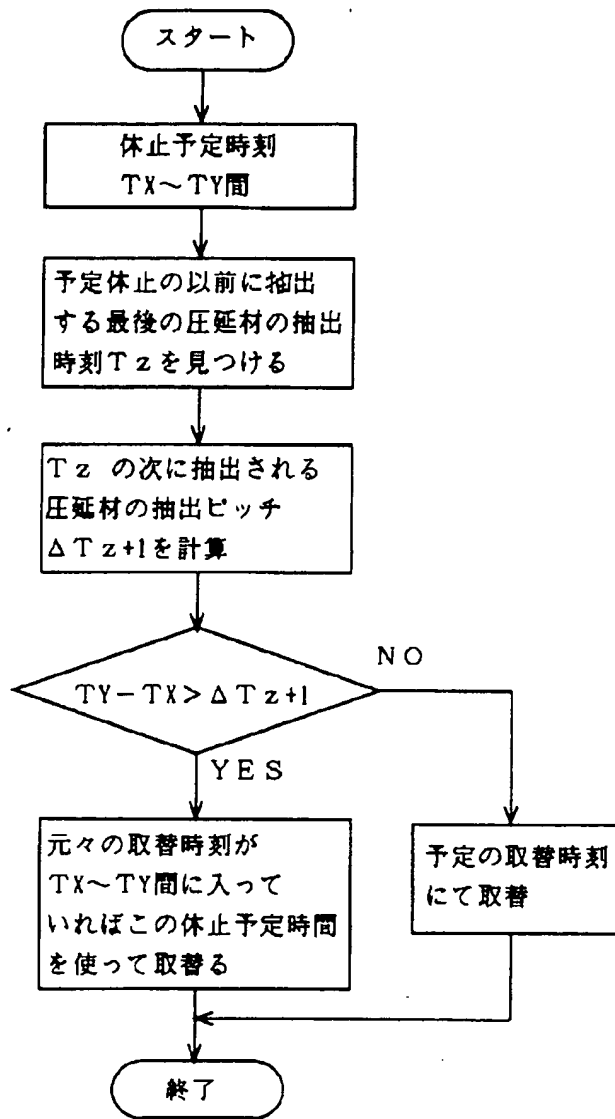 スタート
休止予定時刻
TX～TY間
予定休止の以前に抽出
する最後の圧延材の抽出
時刻Tzを見つける
Tz の次に抽出される
圧延材の抽出ピッチ
ΔTz+1を計算
TY-TX>ΔTz+1
NO
YES
元々の取替時刻が
TX～TY間に入って
いればこの休止予定時間
を使って取替る
予定の取替時刻
にて取替
終了